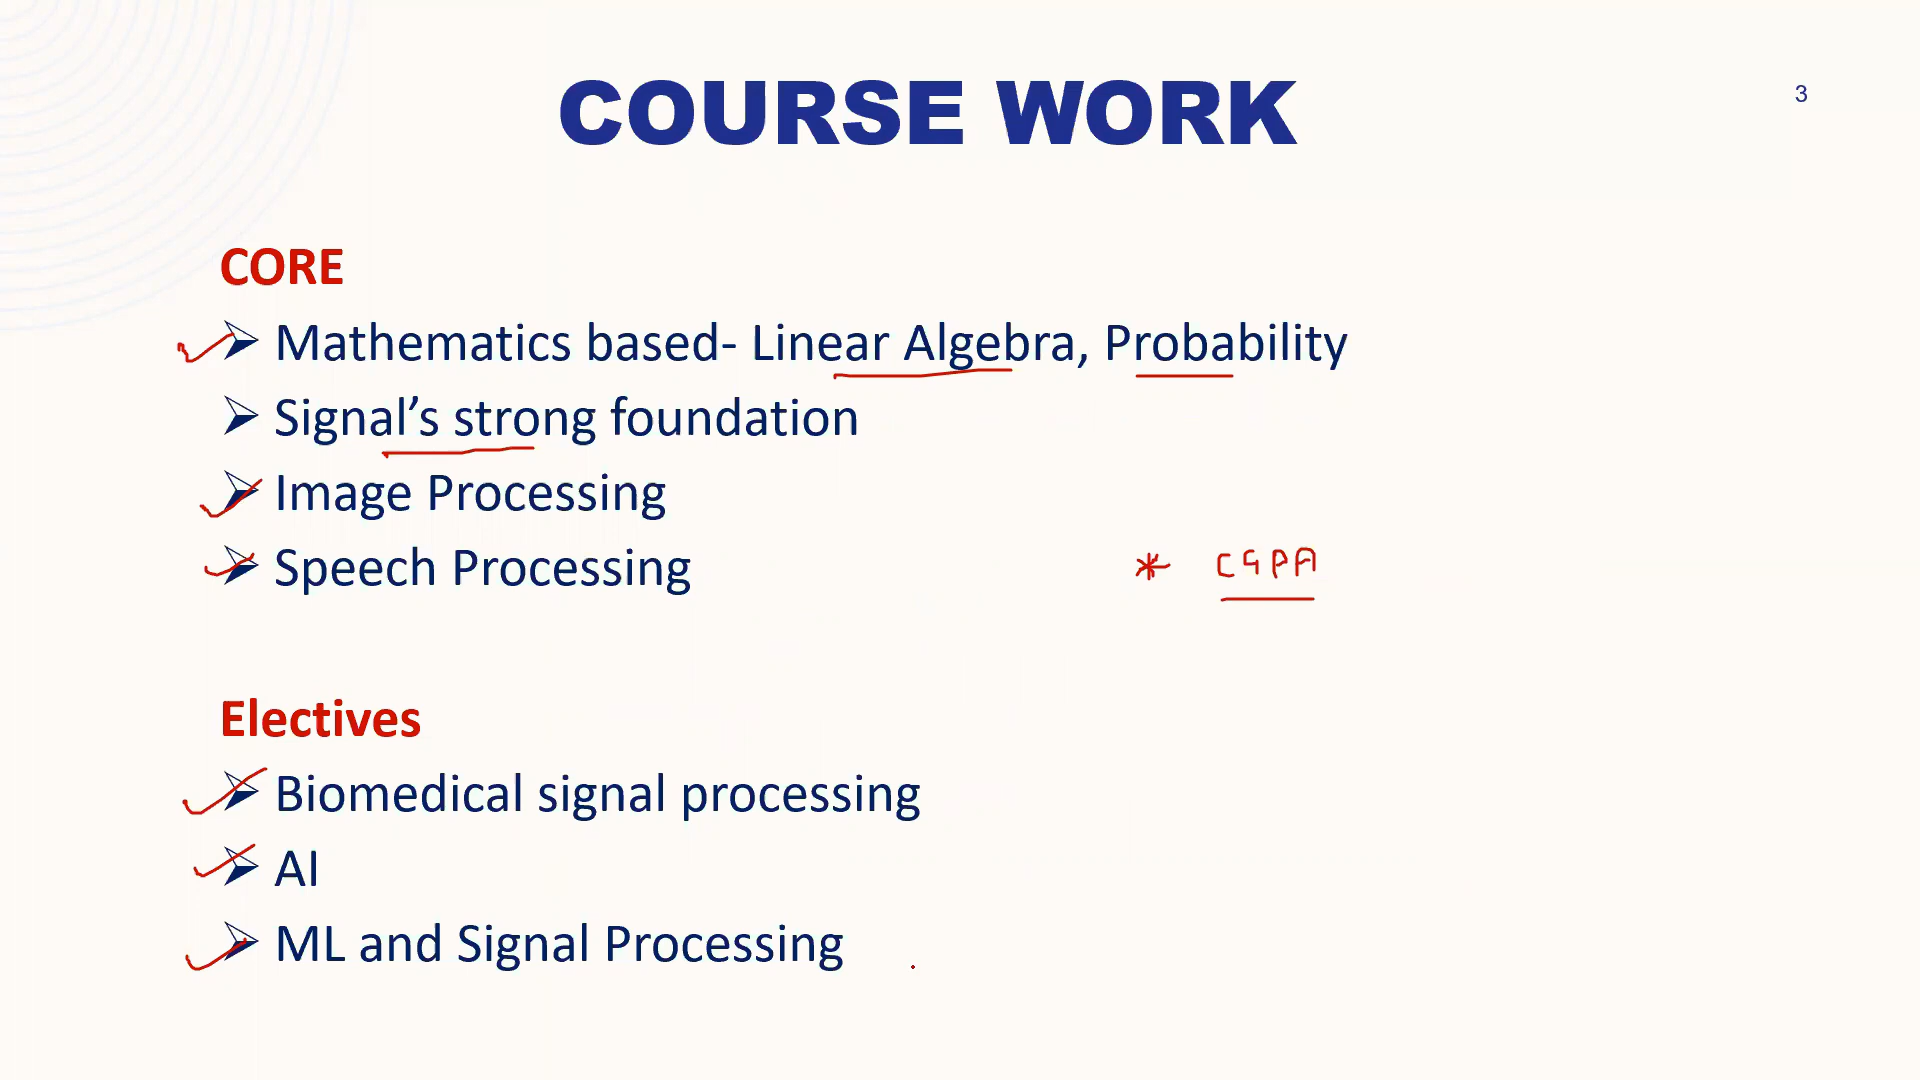 COURSE WORK
3
CORE
➢ Mathematics based- Linear Algebra, Probability
➢ Signal’s strong foundation
➢ Image Processing
➢ Speech Processing
* CGPA
Electives
➢ Biomedical signal processing
➢ AI
➢ ML and Signal Processing